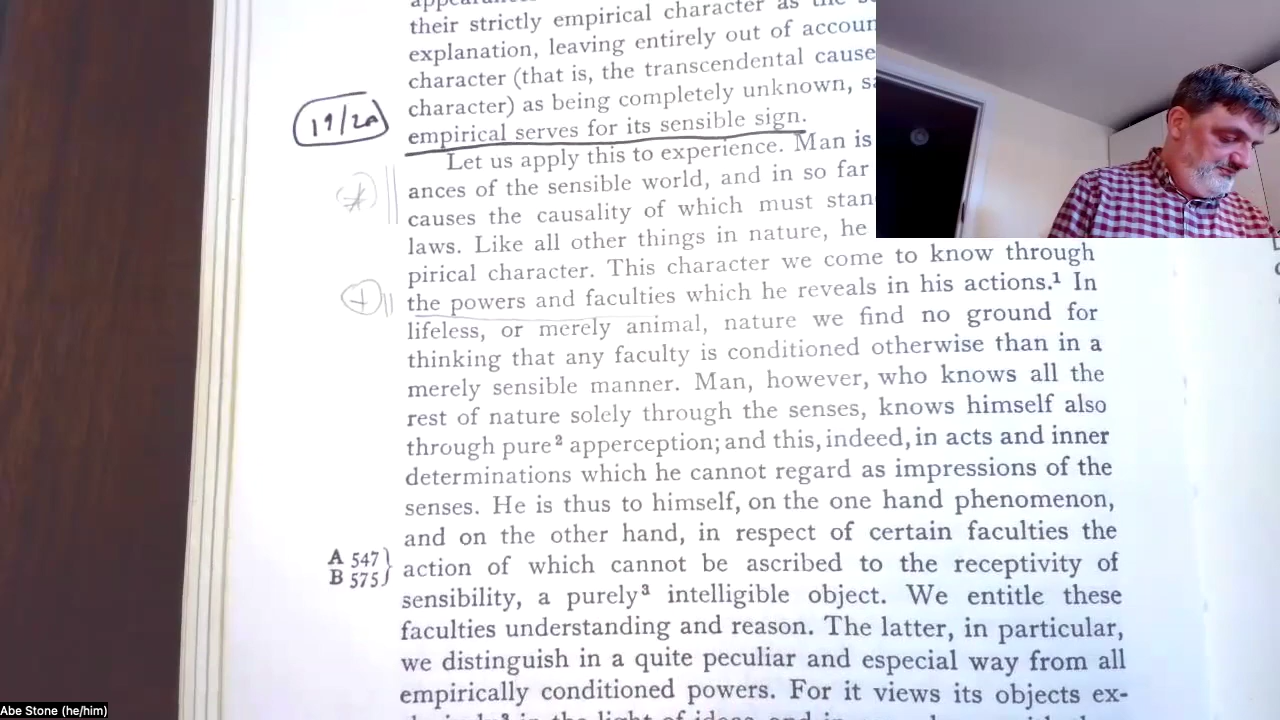 their strictly empirical character as the
explanation, leaving entirely out of accoun
character (that is, the transcendental cause
character) as being completely unknown, sa
19/20
empirical serves for its sensible sign.
Let us apply this to experience. Man is
ances of the sensible world, and in so far
causes the causality of which must stan
laws. Like all other things in nature, he
pirical character. This character we come to know through
the powers and faculties which he reveals in his actions.¹ In
lifeless, or merely animal, nature we find no ground for
thinking that any faculty is conditioned otherwise than in a
merely sensible manner. Man, however, who knows all the
rest of nature solely through the senses, knows himself also
through pure² apperception; and this, indeed, in acts and inner
determinations which he cannot regard as impressions of the
senses. He is thus to himself, on the one hand phenomenon,
and on the other hand, in respect of certain faculties the
A 547
B 575
action of which cannot be ascribed to the receptivity of
sensibility, a purely³ intelligible object. We entitle these
faculties understanding and reason. The latter, in particular,
we distinguish in a quite peculiar and especial way from all
empirically conditioned powers. For it views its objects ex-
Abe Stone (he/him)